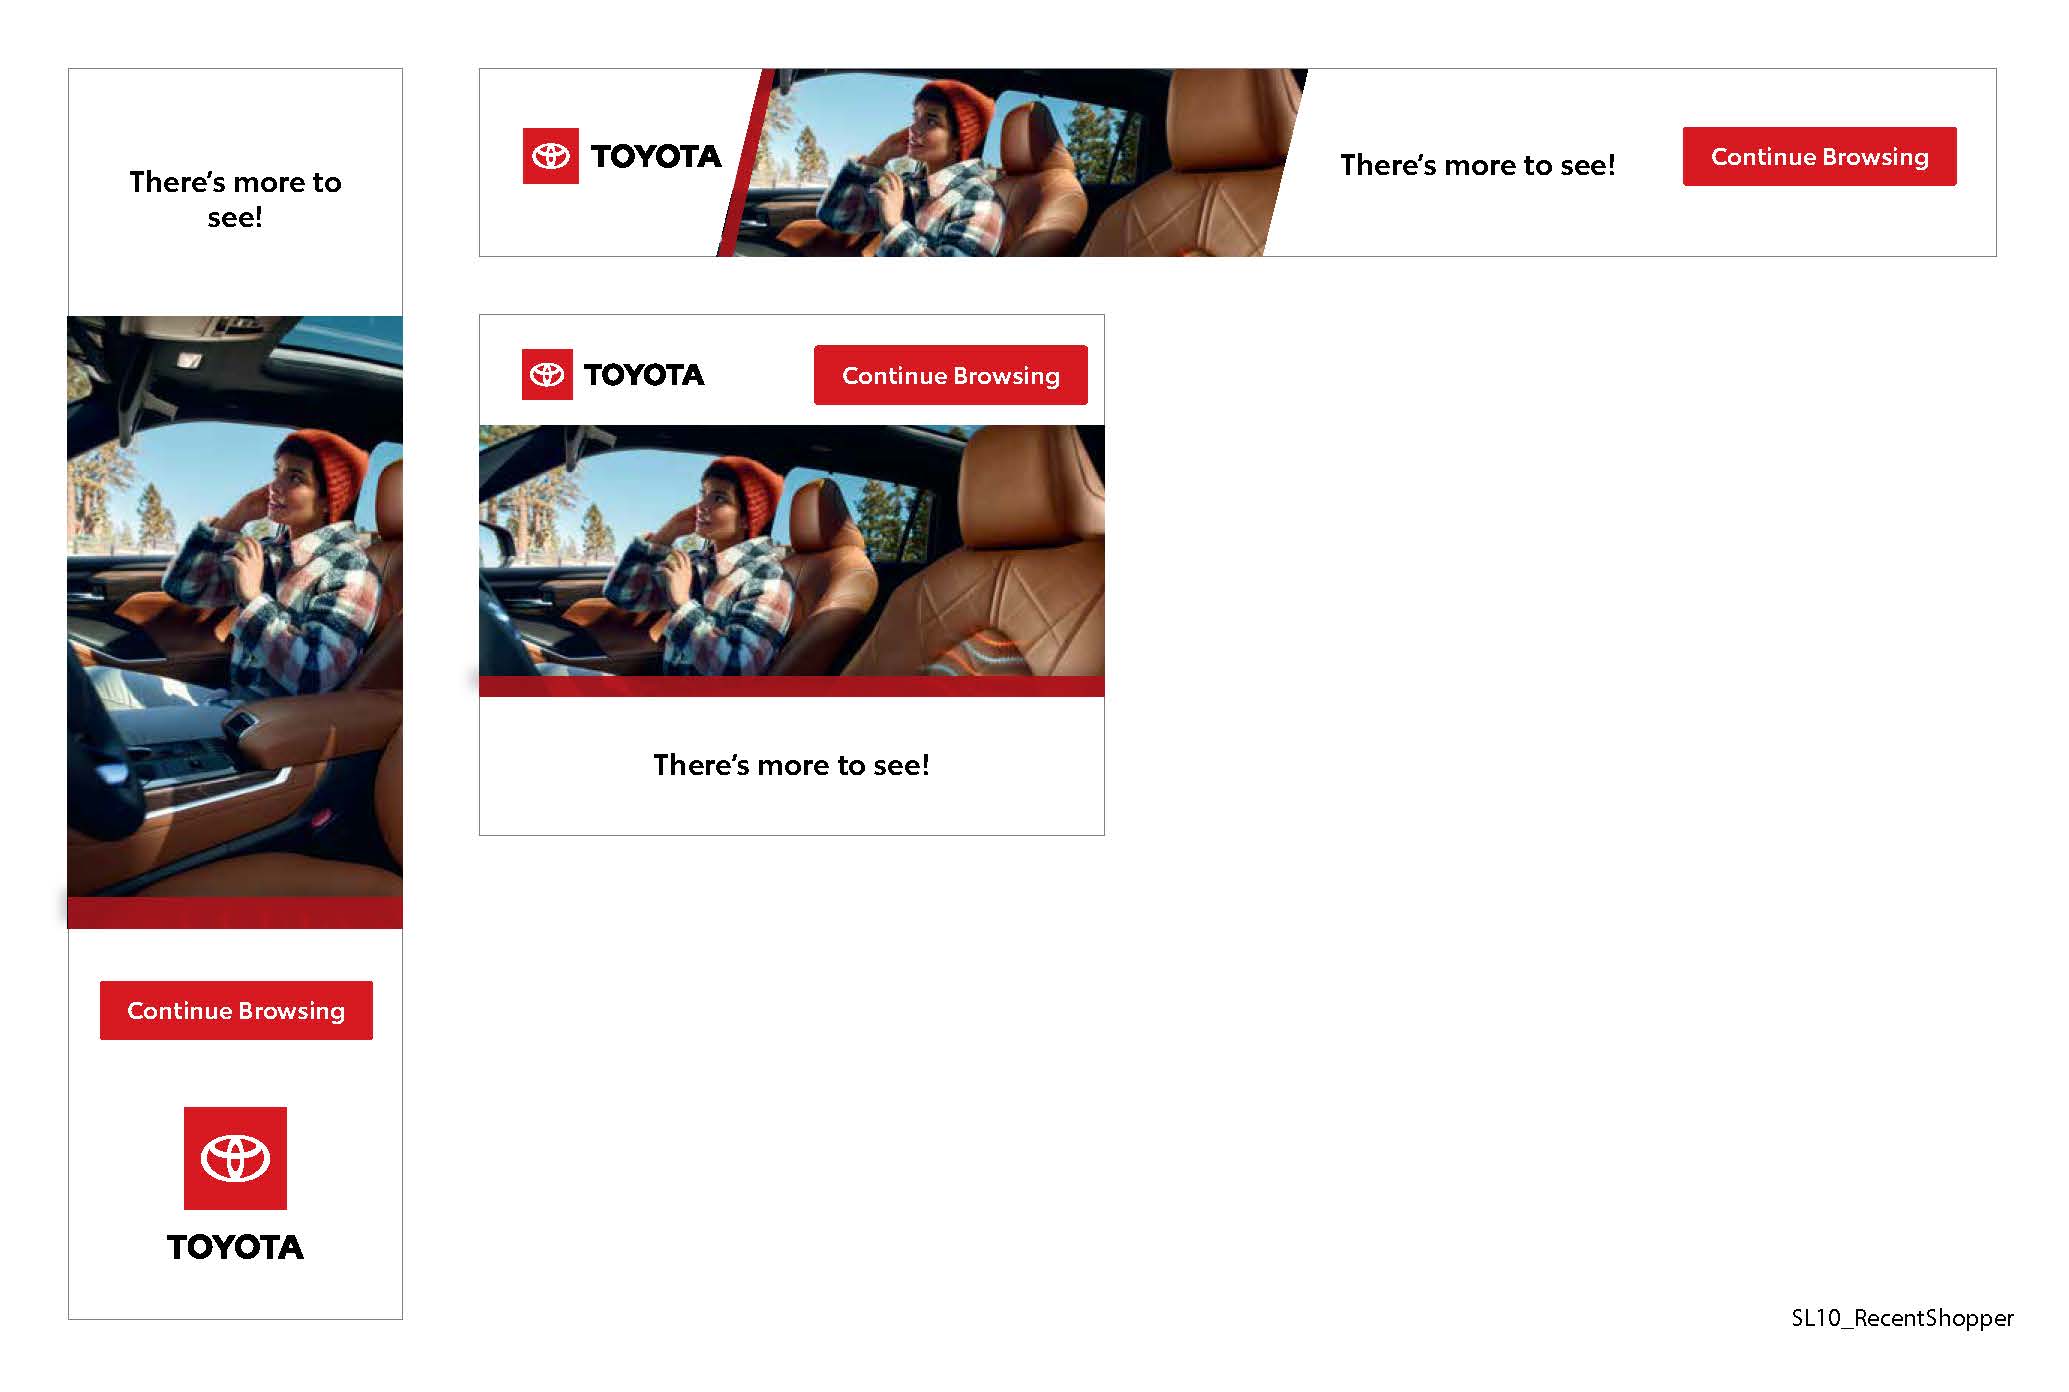 There's more to
see!
Continue Browsing
TOYOTA
TOYOTA
There's more to see!
Continue Browsing
TOYOTA
Continue Browsing
There's more to see!
SL10_RecentShopper